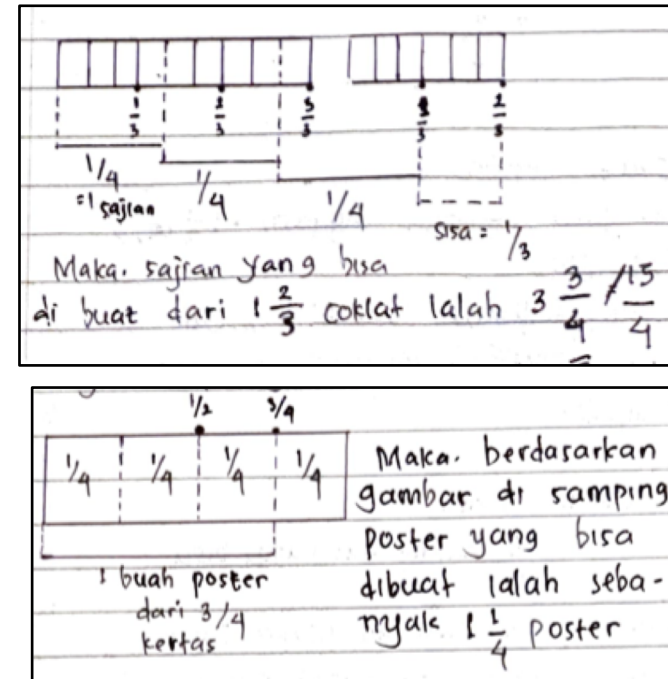 1/3 2/3 3/3 3/3 2/3
1/4 1/4 1/4
=1 sajian
sisa = 1/3
Maka. sajian yang bisa
di buat dari 1 2/3 coklat ialah 3 3/4 / 15/4
1/2 3/4
1/4 1/4 1/4 1/4
1 buah poster
dari 3/4
kertas
Maka. berdasarkan
gambar di samping
poster yang bisa
dibuat ialah seba-
nyak 1 1/4 poster